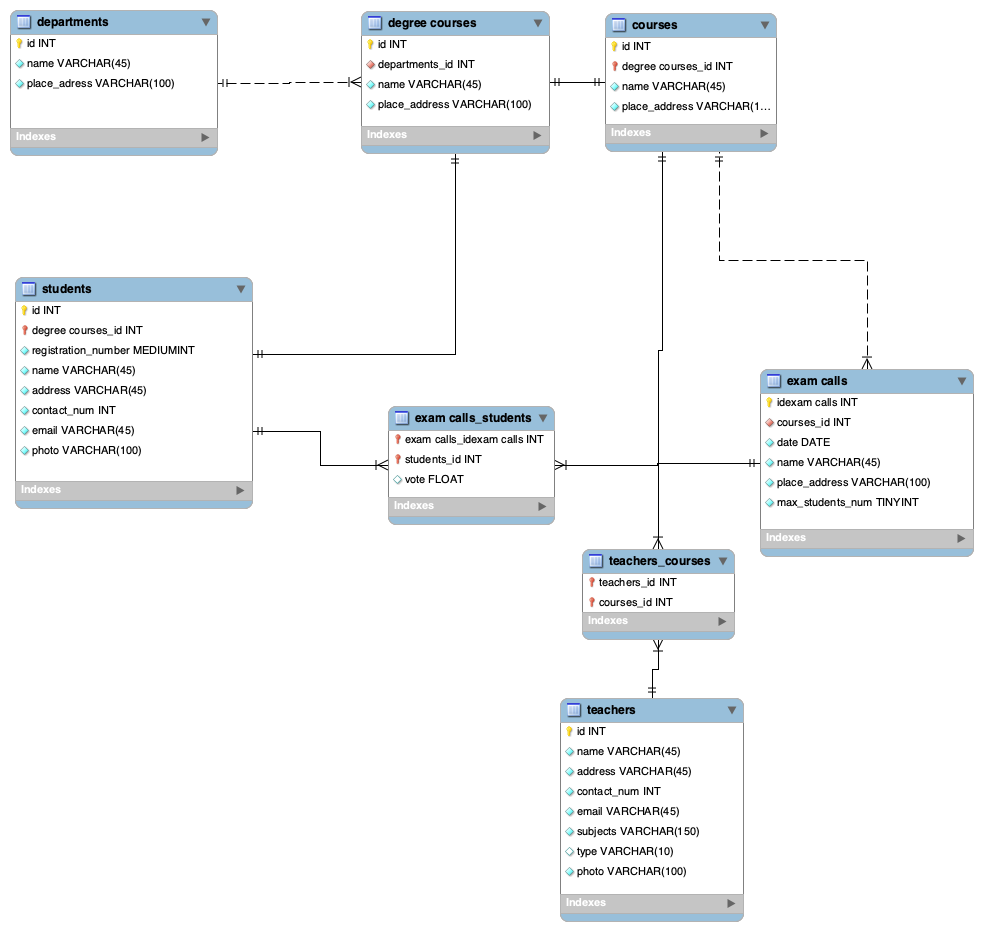 departments
id INT
name VARCHAR(45)
place_adress VARCHAR(100)
Indexes
degree courses
id INT
departments_id INT
name VARCHAR(45)
place_address VARCHAR(100)
Indexes
courses
id INT
degree courses_id INT
name VARCHAR(45)
place_address VARCHAR(1...
Indexes
students
id INT
degree courses_id INT
registration_number MEDIUMINT
name VARCHAR(45)
address VARCHAR(45)
contact_num INT
email VARCHAR(45)
photo VARCHAR(100)
Indexes
exam calls_students
exam calls_idexam calls INT
students_id INT
vote FLOAT
Indexes
exam calls
idexam calls INT
courses_id INT
date DATE
name VARCHAR(45)
place_address VARCHAR(100)
max_students_num TINYINT
Indexes
teachers_courses
teachers_id INT
courses_id INT
Indexes
teachers
id INT
name VARCHAR(45)
address VARCHAR(45)
contact_num INT
email VARCHAR(45)
subjects VARCHAR(150)
type VARCHAR(10)
photo VARCHAR(100)
Indexes